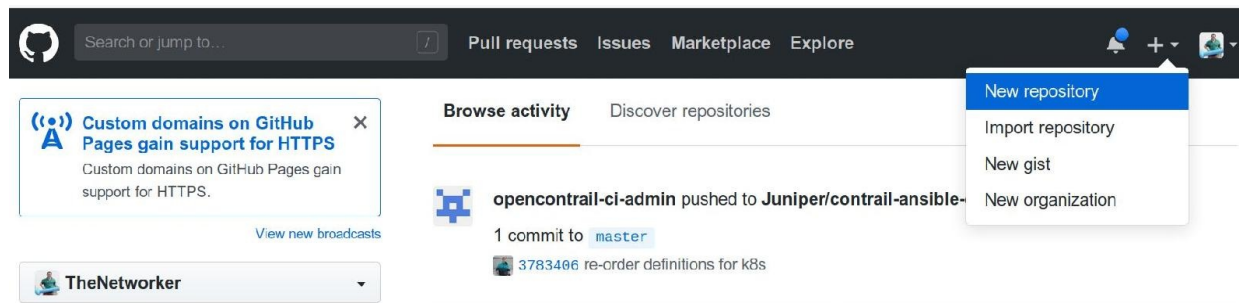 Search or jump to...
/
Pull requests Issues Marketplace Explore
New repository
Import repository
New gist
New organization
Custom domains on GitHub
Pages gain support for HTTPS
Custom domains on GitHub Pages gain
support for HTTPS.
View new broadcasts
TheNetworker
Browse activity Discover repositories
opencontrail-ci-admin pushed to Juniper/contrail-ansible-
1 commit to master
3783406 re-order definitions for k8s